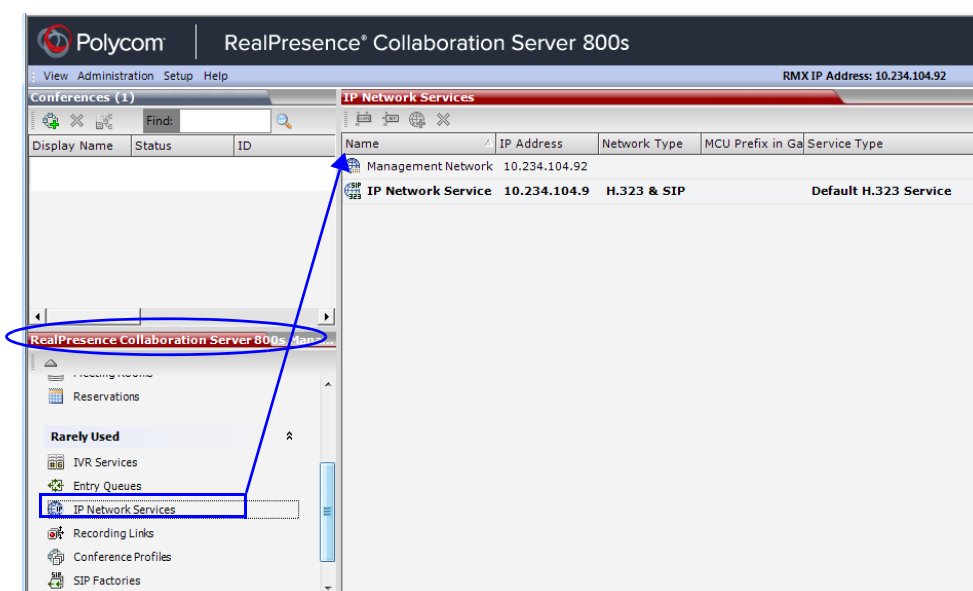 Polycom RealPresence® Collaboration Server 800s
View Administration Setup Help RMX IP Address: 10.234.104.92
Conferences (1)
Find:
Display Name Status ID
IP Network Services
Name IP Address Network Type MCU Prefix in Ga Service Type
Management Network 10.234.104.92
IP Network Service 10.234.104.9 H.323 & SIP Default H.323 Service
RealPresence Collaboration Server 800s Mana...
Meeting Rooms
Reservations
Rarely Used
IVR Services
Entry Queues
IP Network Services
Recording Links
Conference Profiles
SIP Factories